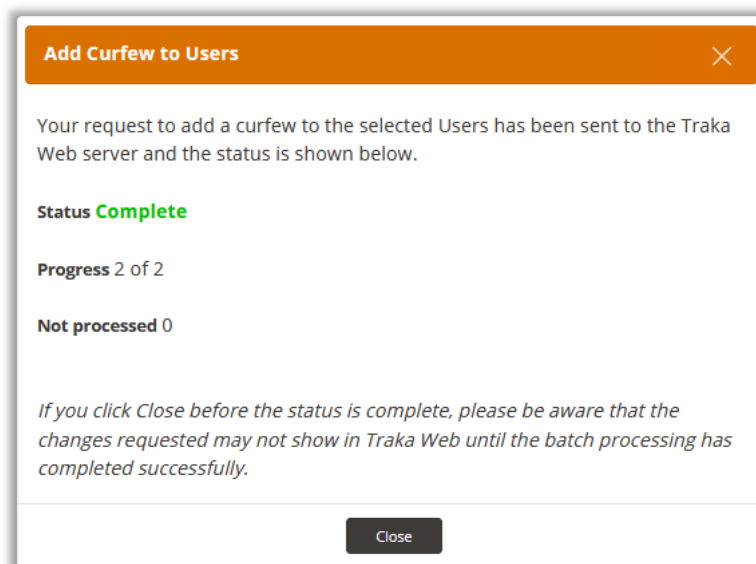 Add Curfew to Users
Your request to add a curfew to the selected Users has been sent to the Traka
Web server and the status is shown below.
Status Complete
Progress 2 of 2
Not processed 0
If you click Close before the status is complete, please be aware that the
changes requested may not show in Traka Web until the batch processing has
completed successfully.
Close